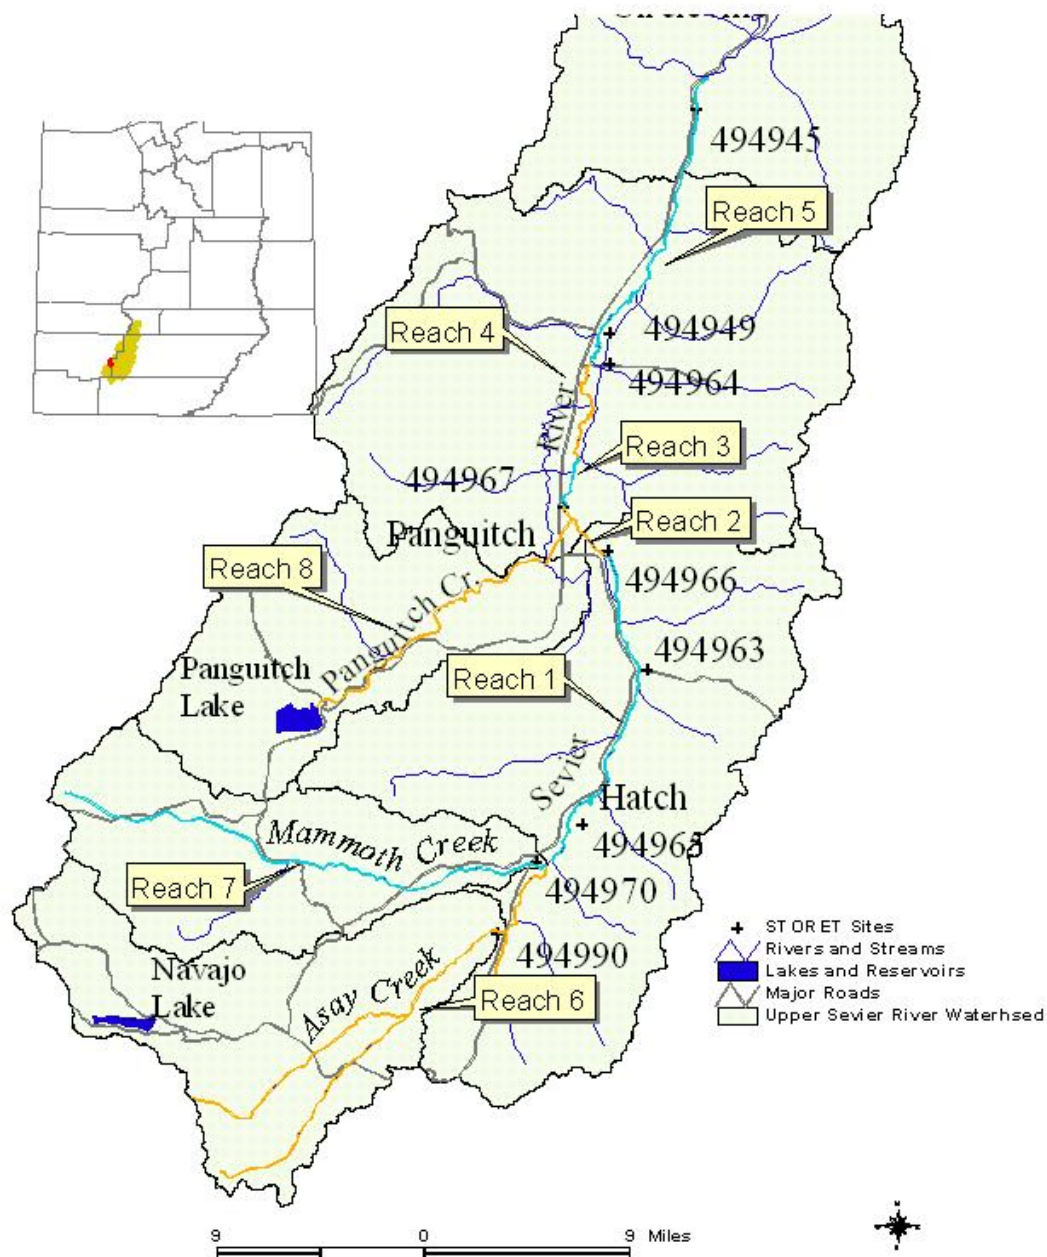 494945
Reach 5
494949
Reach 4
494964
River
Reach 3
494967
Reach 2
Panguitch
Reach 8
494966
Panguitch Cr.
494963
Panguitch
Lake
Reach 1
Sevier
Hatch
Mammoth Creek
494965
Reach 7
494970
STORET Sites
Rivers and Streams
494990
Navajo
Lake
Lakes and Reservoirs
Asay Creek
Reach 6
Major Roads
Upper Sevier River Waterhsed
N
9 0 9 Miles